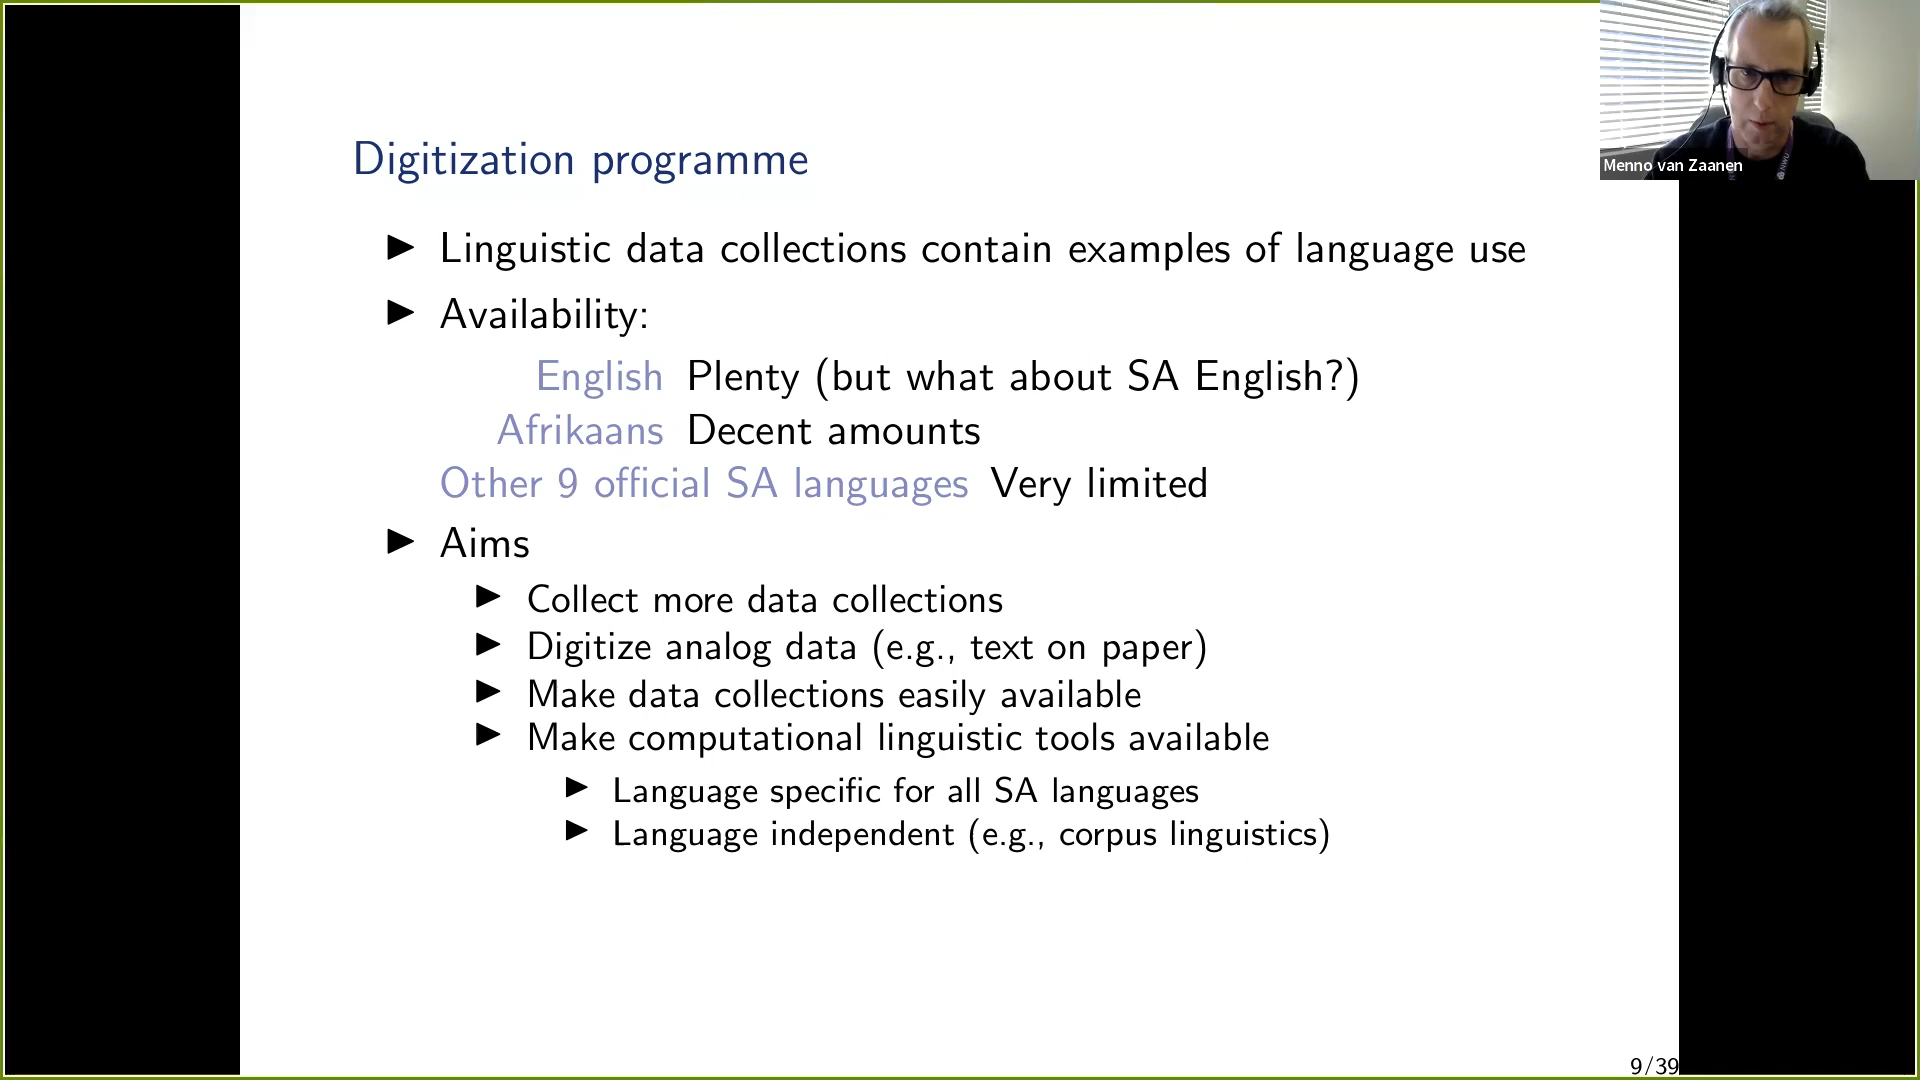 Digitization programme
▶ Linguistic data collections contain examples of language use
▶ Availability:
English Plenty (but what about SA English?)
Afrikaans Decent amounts
Other 9 official SA languages Very limited
▶ Aims
▶ Collect more data collections
▶ Digitize analog data (e.g., text on paper)
▶ Make data collections easily available
▶ Make computational linguistic tools available
▶ Language specific for all SA languages
▶ Language independent (e.g., corpus linguistics)
9/39
Menno van Zaanen
NWU